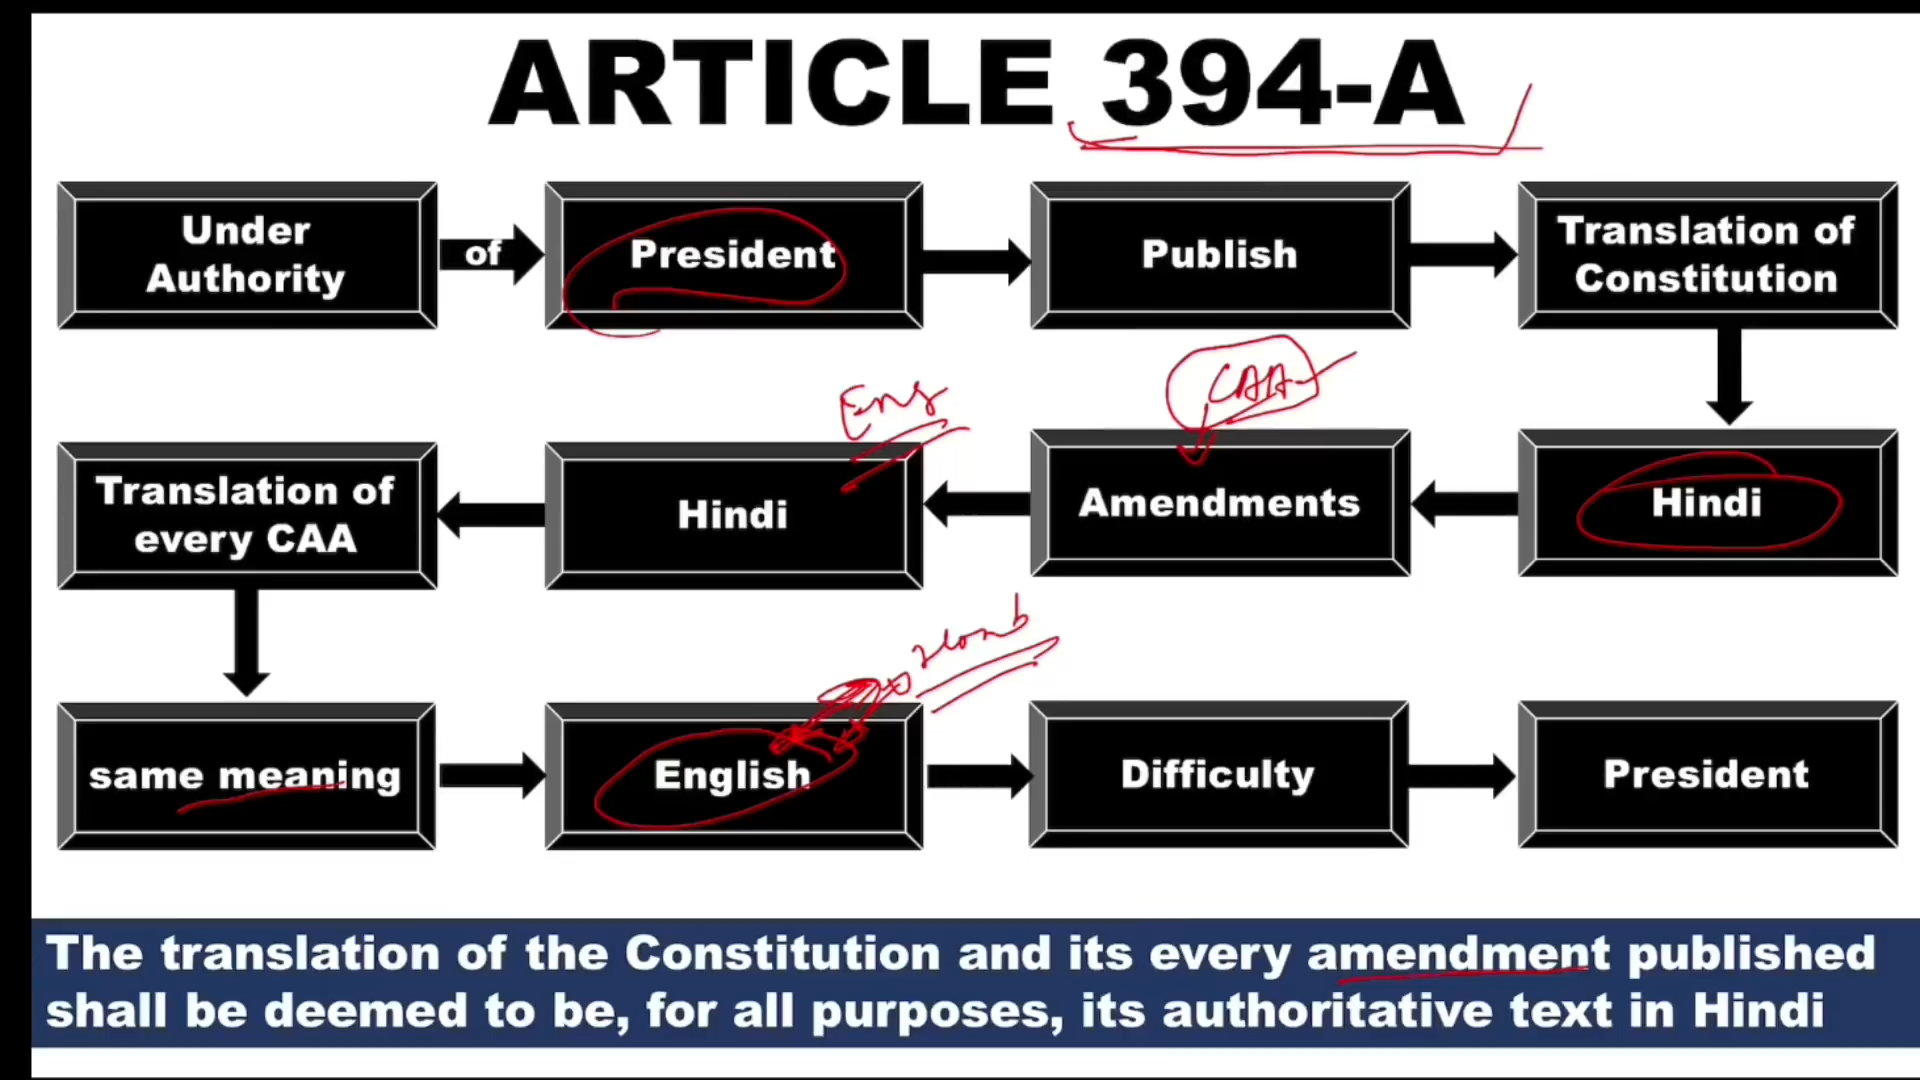 ARTICLE 394-A
Under
Authority
of
President
Publish
Translation of
Constitution
CAA
Eng
Translation of
every CAA
Hindi
Amendments
Hindi
same meaning
English
Difficulty
President
The translation of the Constitution and its every amendment published
shall be deemed to be, for all purposes, its authoritative text in Hindi